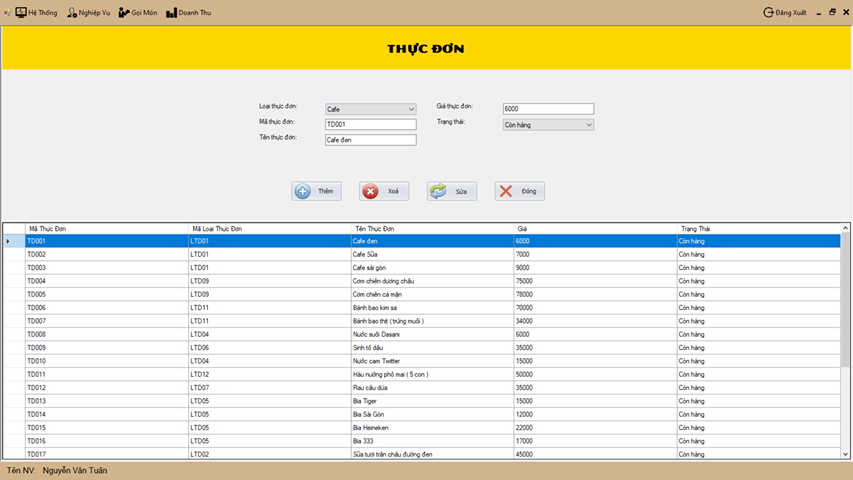 Hệ Thống Nghiệp Vụ Gọi Món Doanh Thu Đăng Xuất
THỰC ĐƠN
Loại thực đơn: Cafe Giá thực đơn: 6000
Mã thực đơn: TD001 Trạng thái: Còn hàng
Tên thực đơn: Cafe đen
Thêm Xoá Sửa Đóng
Mã Thực Đơn Mã Loại Thực Đơn Tên Thực Đơn Giá Trạng Thái
TD001 LTD01 Cafe đen 6000 Còn hàng
TD002 LTD01 Cafe Sữa 7000 Còn hàng
TD003 LTD01 Cafe sài gòn 9000 Còn hàng
TD004 LTD09 Cơm chiên dương châu 75000 Còn hàng
TD005 LTD09 Cơm chiên cá mặn 78000 Còn hàng
TD006 LTD11 Bánh bao kim sa 70000 Còn hàng
TD007 LTD11 Bánh bao thịt ( trứng muối ) 34000 Còn hàng
TD008 LTD04 Nước suối Dasani 6000 Còn hàng
TD009 LTD06 Sinh tố dâu 35000 Còn hàng
TD010 LTD04 Nước cam Twitter 15000 Còn hàng
TD011 LTD12 Hàu nướng phô mai ( 5 con ) 50000 Còn hàng
TD012 LTD07 Rau câu dừa 35000 Còn hàng
TD013 LTD05 Bia Tiger 15000 Còn hàng
TD014 LTD05 Bia Sài Gòn 12000 Còn hàng
TD015 LTD05 Bia Heineken 22000 Còn hàng
TD016 LTD05 Bia 333 17000 Còn hàng
TD017 LTD02 Sữa tươi trân châu đường đen 45000 Còn hàng
Tên NV: Nguyễn Văn Tuấn